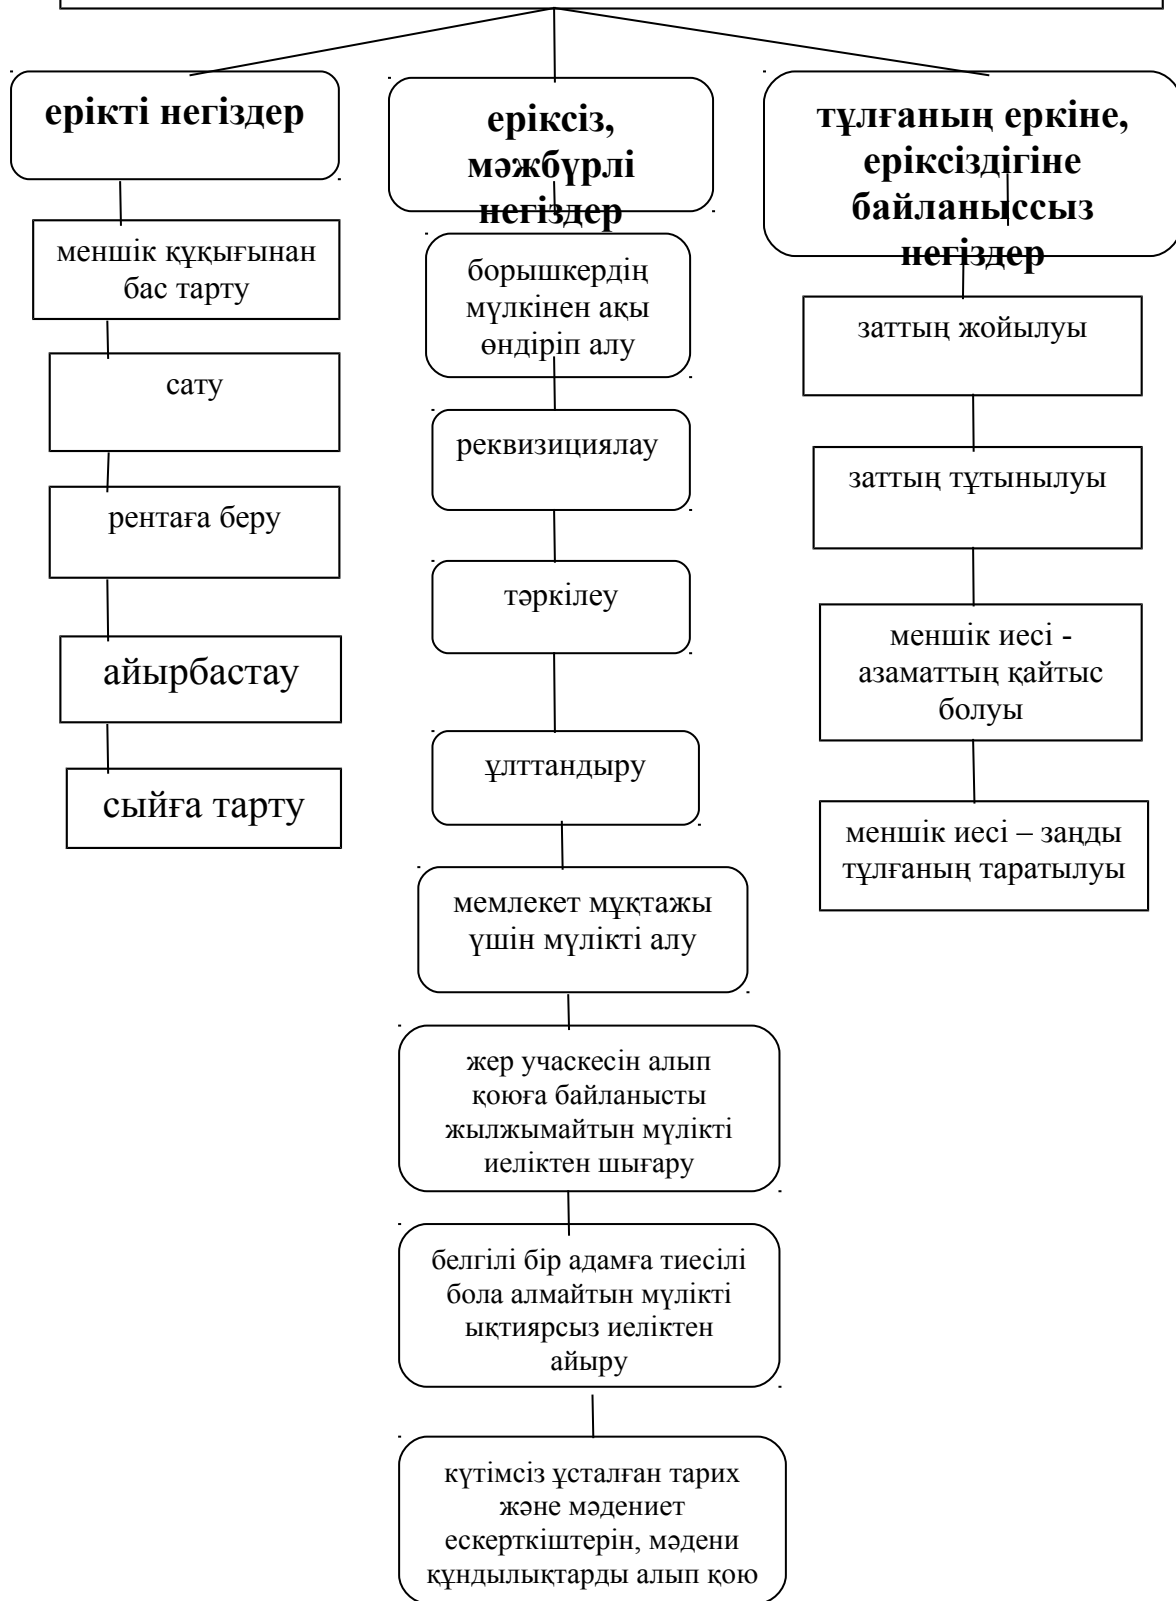 ерікті негіздер
меншік құқығынан
бас тарту
сату
рентаға беру
айырбастау
сыйға тарту
еріксіз,
мәжбүрлі
негіздер
борышкердің
мүлкінен ақы
өндіріп алу
реквизициялау
тәркілеу
ұлттандыру
мемлекет мұқтажы
үшін мүлікті алу
жер учаскесін алып
қоюға байланысты
жылжымайтын мүлікті
иеліктен шығару
белгілі бір адамға тиесілі
бола алмайтын мүлікті
ықтиярсыз иеліктен
айыру
күтімсіз ұсталған тарих
және мәдениет
ескерткіштерін, мәдени
құндылықтарды алып қою
тұлғаның еркіне,
еріксіздігіне
байланыссыз
негіздер
заттың жойылуы
заттың тұтынылуы
меншік иесі -
азаматтың қайтыс
болуы
меншік иесі – заңды
тұлғаның таратылуы